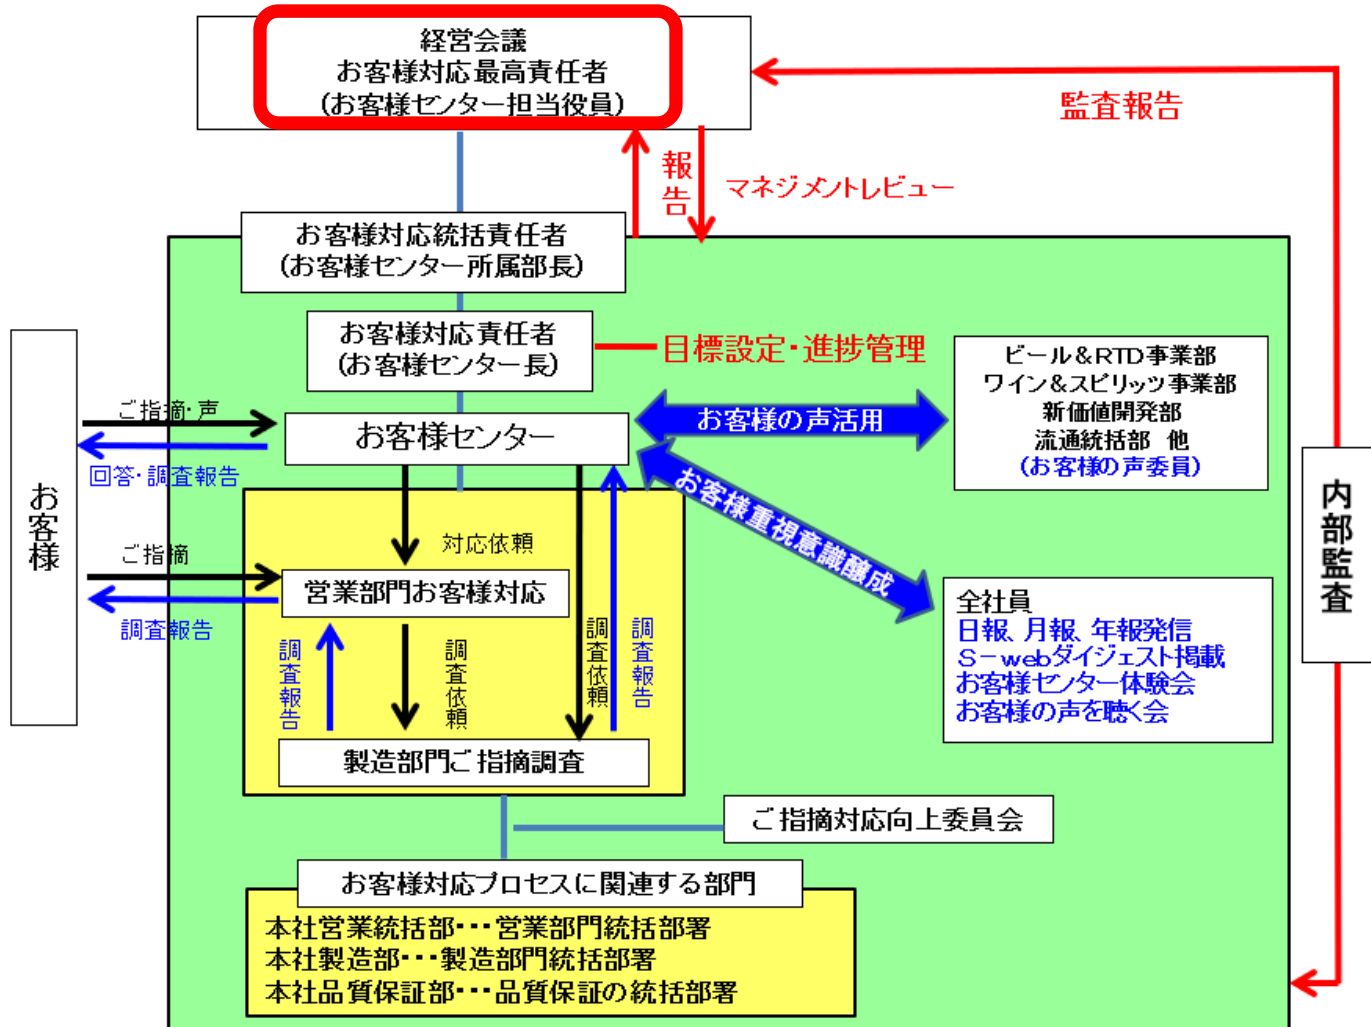 経営会議
お客様対応最高責任者
(お客様センター担当役員)
監査報告
報告
マネジメントレビュー
お客様対応統括責任者
(お客様センター所属部長)
お客様対応責任者
(お客様センター長)
目標設定・進捗管理
ビール&RTD事業部
ワイン&スピリッツ事業部
新価値開発部
流通統括部 他
(お客様の声委員)
ご指摘・声
お客様センター
お客様の声活用
回答・調査報告
お客様
お客様重視意識醸成
内部監査
対応依頼
ご指摘
営業部門お客様対応
調査報告
調査報告
調査依頼
調査依頼
調査報告
全社員
日報、月報、年報発信
S-webダイジェスト掲載
お客様センター体験会
お客様の声を聴く会
製造部門ご指摘調査
ご指摘対応向上委員会
お客様対応プロセスに関連する部門
本社営業統括部・・・営業部門統括部署
本社製造部・・・製造部門統括部署
本社品質保証部・・・品質保証の統括部署